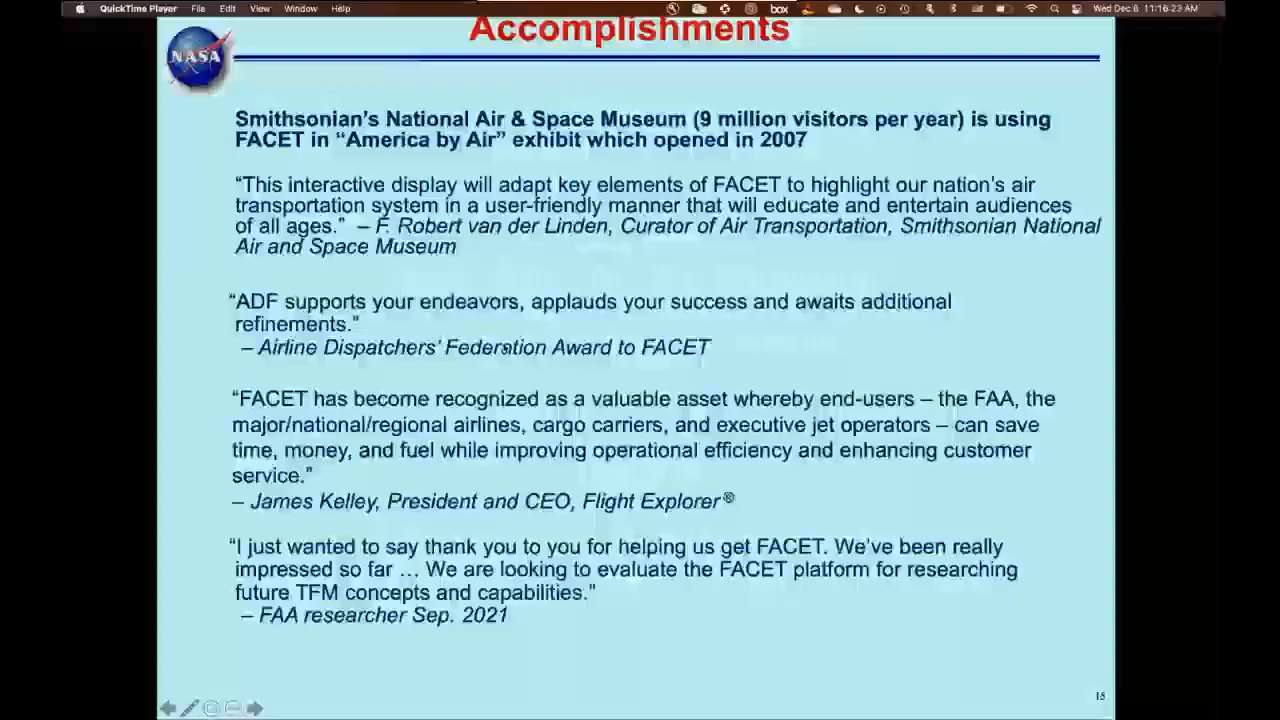 QuickTime Player File Edit View Window Help box Wed Dec 8 11:16:23 AM
Accomplishments
NASA
Smithsonian's National Air & Space Museum (9 million visitors per year) is using
FACET in “America by Air” exhibit which opened in 2007
“This interactive display will adapt key elements of FACET to highlight our nation's air
transportation system in a user-friendly manner that will educate and entertain audiences
of all ages.” – F. Robert van der Linden, Curator of Air Transportation, Smithsonian National
Air and Space Museum
“ADF supports your endeavors, applauds your success and awaits additional
refinements.”
– Airline Dispatchers' Federation Award to FACET
“FACET has become recognized as a valuable asset whereby end-users – the FAA, the
major/national/regional airlines, cargo carriers, and executive jet operators – can save
time, money, and fuel while improving operational efficiency and enhancing customer
service.”
– James Kelley, President and CEO, Flight Explorer®
“I just wanted to say thank you to you for helping us get FACET. We've been really
impressed so far … We are looking to evaluate the FACET platform for researching
future TFM concepts and capabilities.”
– FAA researcher Sep. 2021
15